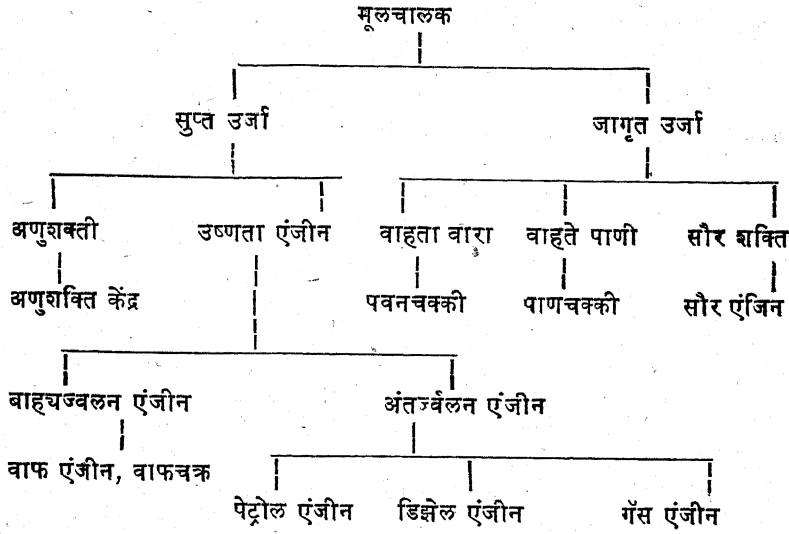 मूलचालक
सुप्त उर्जा जागृत उर्जा
अणुशक्ती उष्णता एंजीन वाहता वारा वाहते पाणी सौर शक्ति
अणुशक्ति केंद्र पवनचक्की पाणचक्की सौर एंजिन
बाह्यज्वलन एंजीन अंतर्ज्वलन एंजीन
वाफ एंजीन, वाफचक्र
पेट्रोल एंजीन डिझेल एंजीन गॅस एंजीन